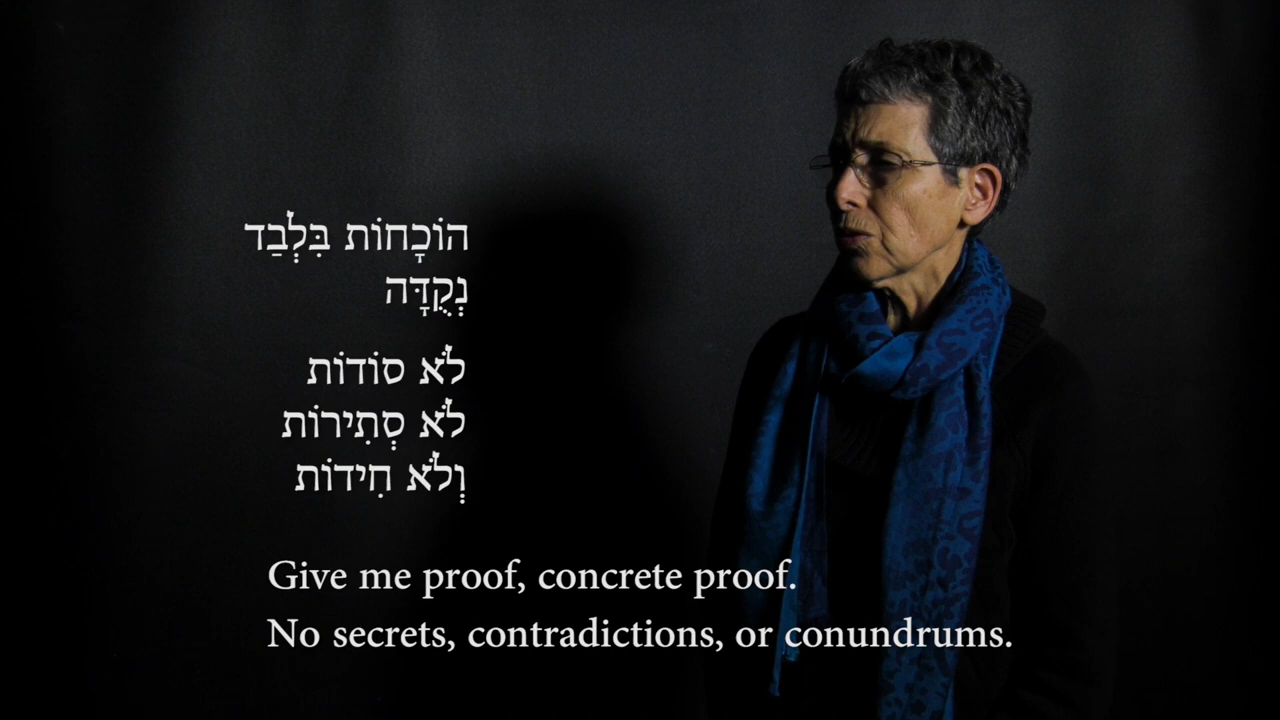 הוֹכָחוֹת בִּלְבַד
נְקֻדָּה
לֹא סוֹדוֹת
לֹא סְתִירוֹת
וְלֹא חִידוֹת
Give me proof, concrete proof.
No secrets, contradictions, or conundrums.